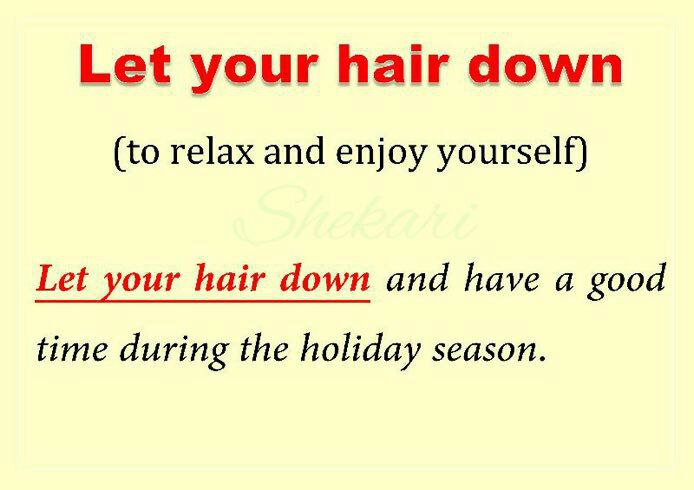 Let your hair down
(to relax and enjoy yourself)
Shekari
Let your hair down and have a good
time during the holiday season.